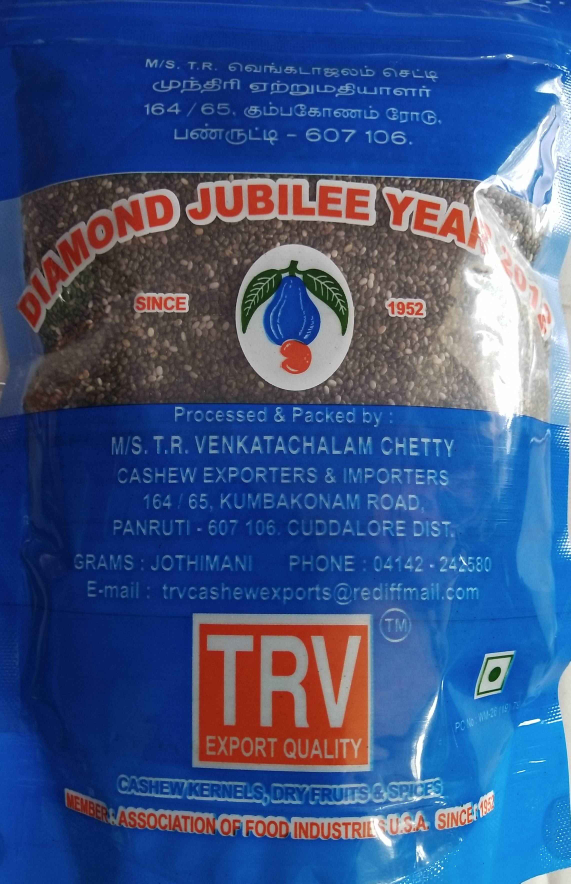 M/S. T.R. வெங்கடாஜலம் செட்டி
முந்திரி ஏற்றுமதியாளர்
164 / 65, கும்பகோணம் ரோடு,
பண்ருட்டி – 607 106.
DIAMOND JUBILEE YEAR 2012
SINCE 1952
Processed & Packed by :
M/S. T.R. VENKATACHALAM CHETTY
CASHEW EXPORTERS & IMPORTERS
164 / 65, KUMBAKONAM ROAD,
PANRUTI - 607 106. CUDDALORE DIST.
GRAMS : JOTHIMANI PHONE : 04142 - 242580
E-mail : trvcashewexports@rediffmail.com
TM
TRV
EXPORT QUALITY
CASHEW KERNELS, DRY FRUITS & SPICES
MEMBER : ASSOCIATION OF FOOD INDUSTRIES U.S.A. SINCE